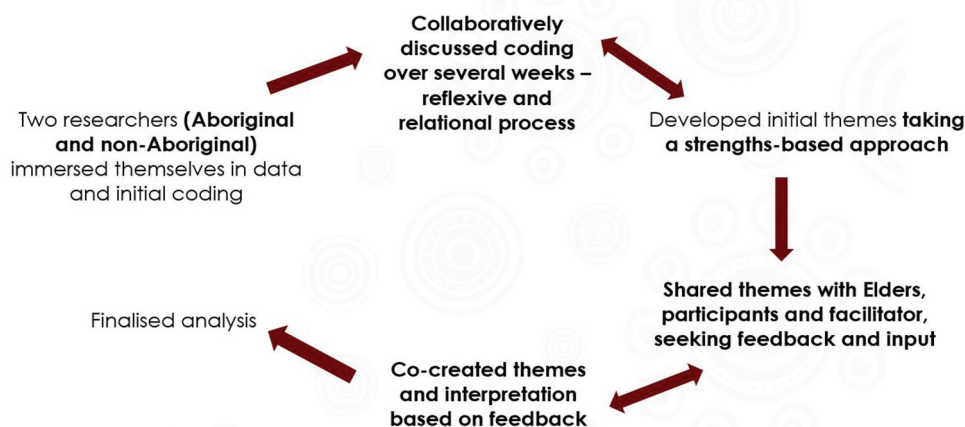 Two researchers (Aboriginal
and non-Aboriginal)
immersed themselves in data
and initial coding
Collaboratively
discussed coding
over several weeks –
reflexive and
relational process
Developed initial themes taking
a strengths-based approach
Shared themes with Elders,
participants and facilitator,
seeking feedback and input
Co-created themes
and interpretation
based on feedback
Finalised analysis